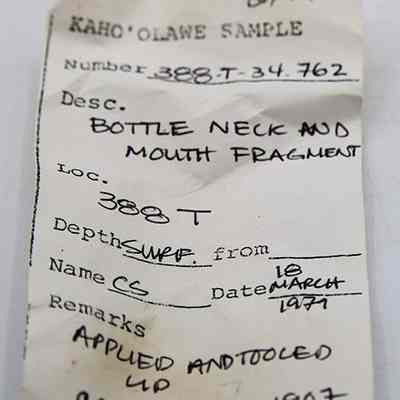 KAHO'OLAWE SAMPLE
Number 388-T-34.762
Desc.
BOTTLE NECK AND
MOUTH FRAGMENT
Loc.
388 T
Depth SURF. from
Name CS Date 18 MARCH 1971
Remarks
APPLIED AND TOOLED
LIP